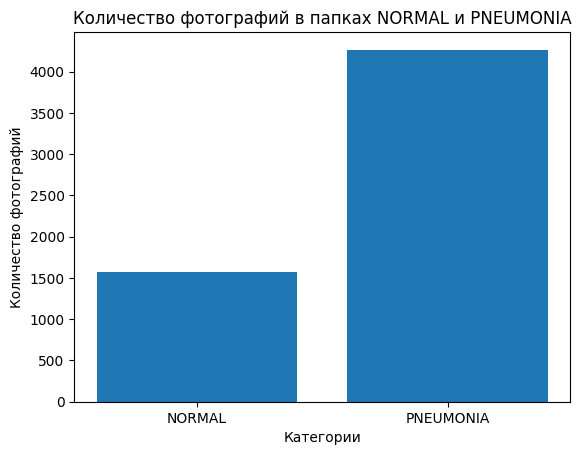 Количество фотографий в папках NORMAL и PNEUMONIA
Количество фотографий
4000
3500
3000
2500
2000
1500
1000
500
0
NORMAL
PNEUMONIA
Категории